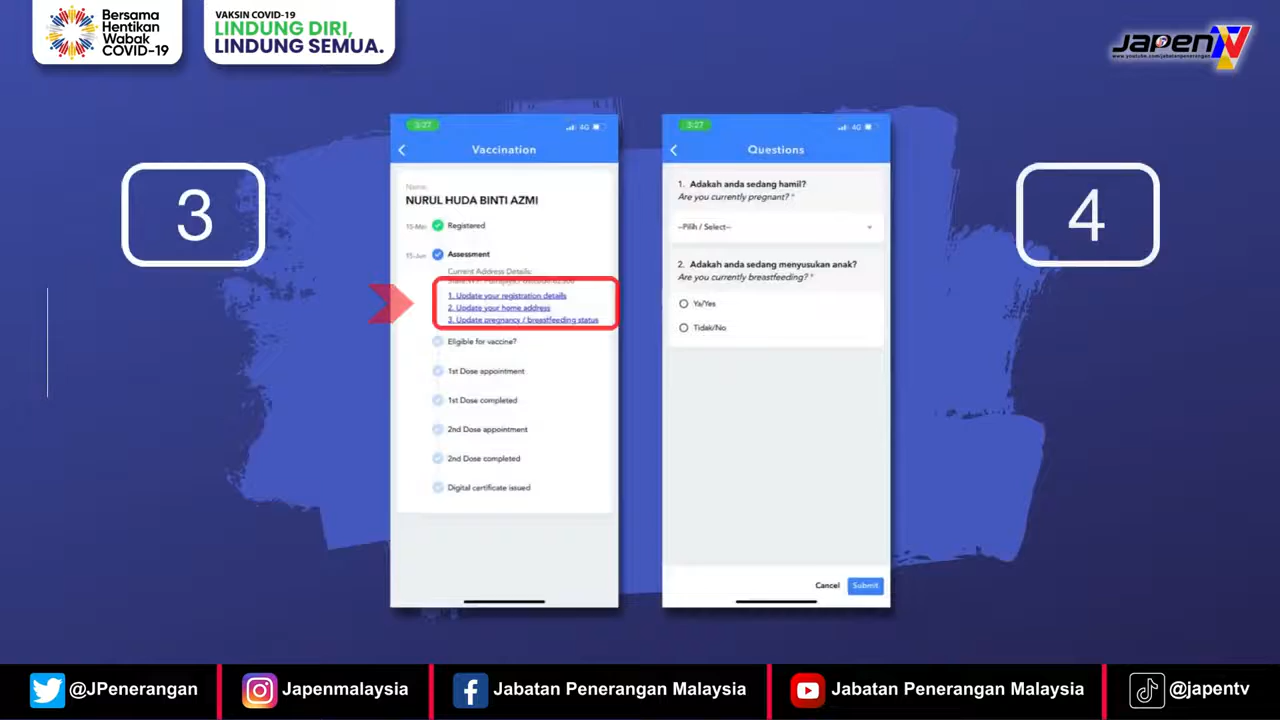 Bersama
Hentikan
Wabak
COVID-19
VAKSIN COVID-19
LINDUNG DIRI,
LINDUNG SEMUA.
JAPEN TV
3
3:27
4G
Vaccination
Name:
NURUL HUDA BINTI AZMI
15-Mei
Registered
15-Jun
Assessment
Current Address Details:
1. Update your registration details
2. Update your home address
3. Update pregnancy / breastfeeding status
Eligible for vaccine?
1st Dose appointment
1st Dose completed
2nd Dose appointment
2nd Dose completed
Digital certificate issued
3:27
4G
Questions
1. Adakah anda sedang hamil?
Are you currently pregnant? *
--Pilih / Select--
2. Adakah anda sedang menyusukan anak?
Are you currently breastfeeding? *
Ya/Yes
Tidak/No
Cancel
Submit
4
@JPenerangan
Japenmalaysia
Jabatan Penerangan Malaysia
Jabatan Penerangan Malaysia
@japentv